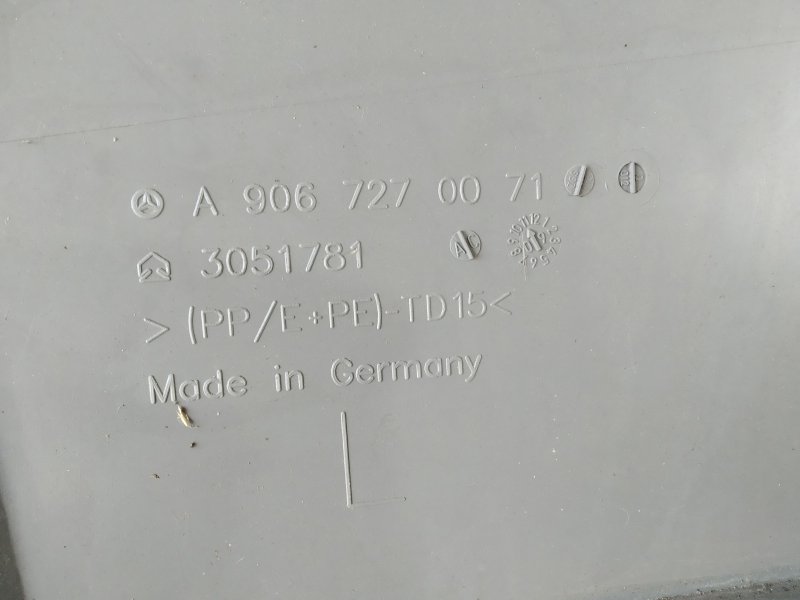 A 906 727 00 71
3051781
>(PP/E+PE)-TD15<
Made in Germany
L